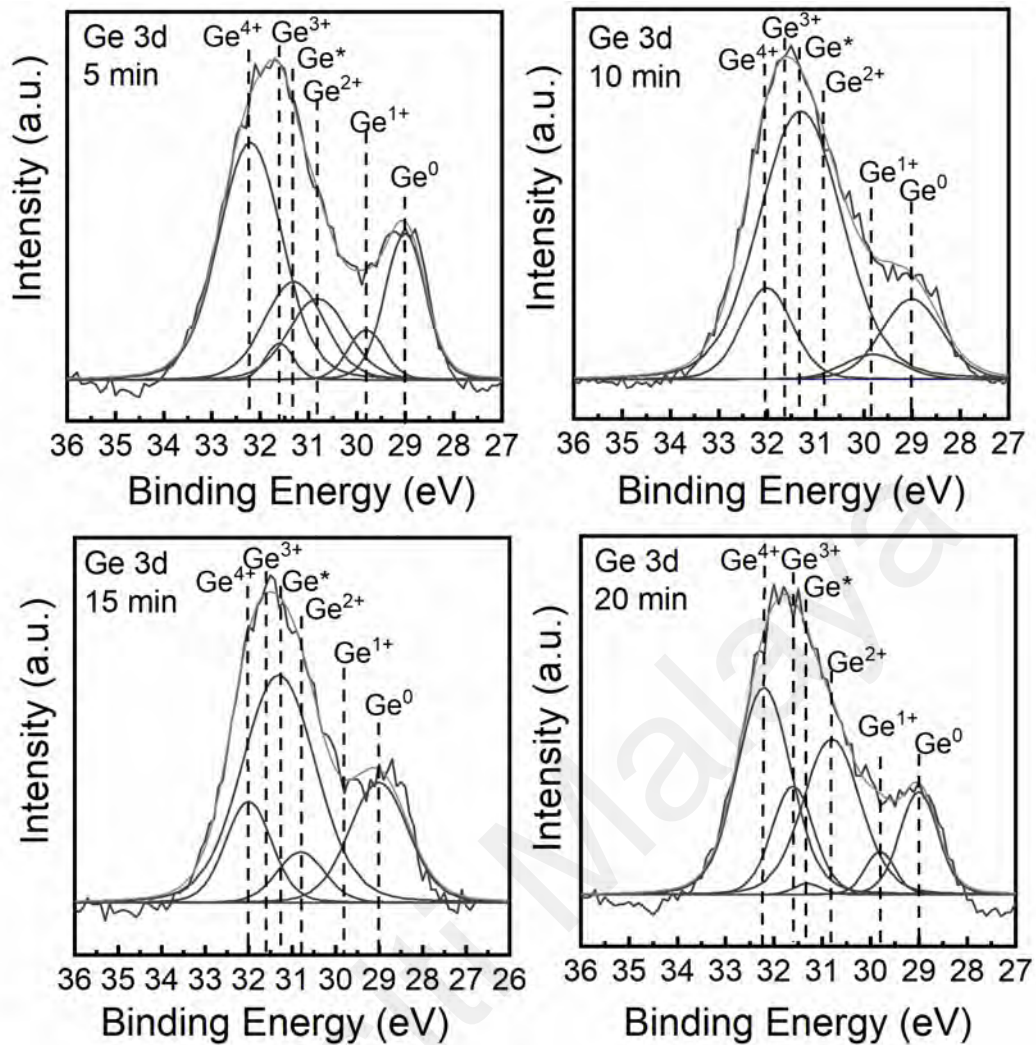 Ge 3d
5 min
Ge4+
Ge3+
Ge*
Ge2+
Ge1+
Ge0
Intensity (a.u.)
36 35 34 33 32 31 30 29 28 27
Binding Energy (eV)
Ge 3d
10 min
Ge4+
Ge3+
Ge*
Ge2+
Ge1+
Ge0
Intensity (a.u.)
36 35 34 33 32 31 30 29 28 27
Binding Energy (eV)
Ge 3d
15 min
Ge4+
Ge3+
Ge*
Ge2+
Ge1+
Ge0
Intensity (a.u.)
36 35 34 33 32 31 30 29 28 27 26
Binding Energy (eV)
Ge 3d
20 min
Ge4+
Ge3+
Ge*
Ge2+
Ge1+
Ge0
Intensity (a.u.)
36 35 34 33 32 31 30 29 28 27
Binding Energy (eV)
Malaya